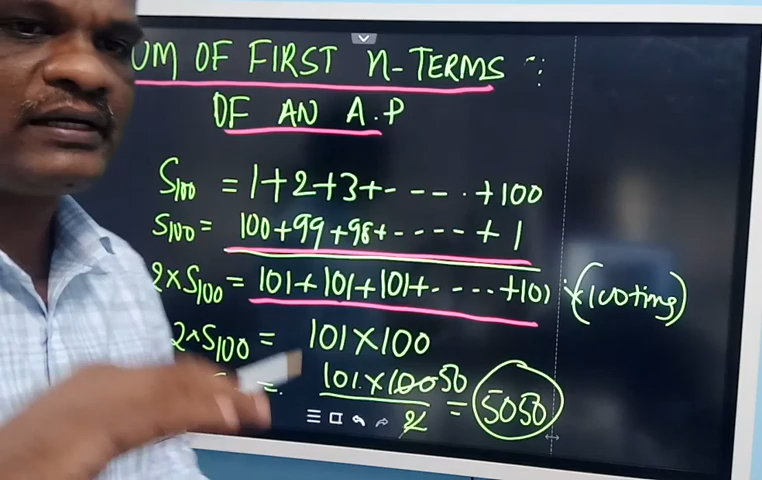 UM OF FIRST n-TERMS :
OF AN A.P
S100 = 1+2+3+----.+100
S100 = 100+99+98+-----+ 1
2×S100 = 101+101+101+-----+101 (100 times)
2×S100 = 101×100
= 101×100 50 / 2 = 5050